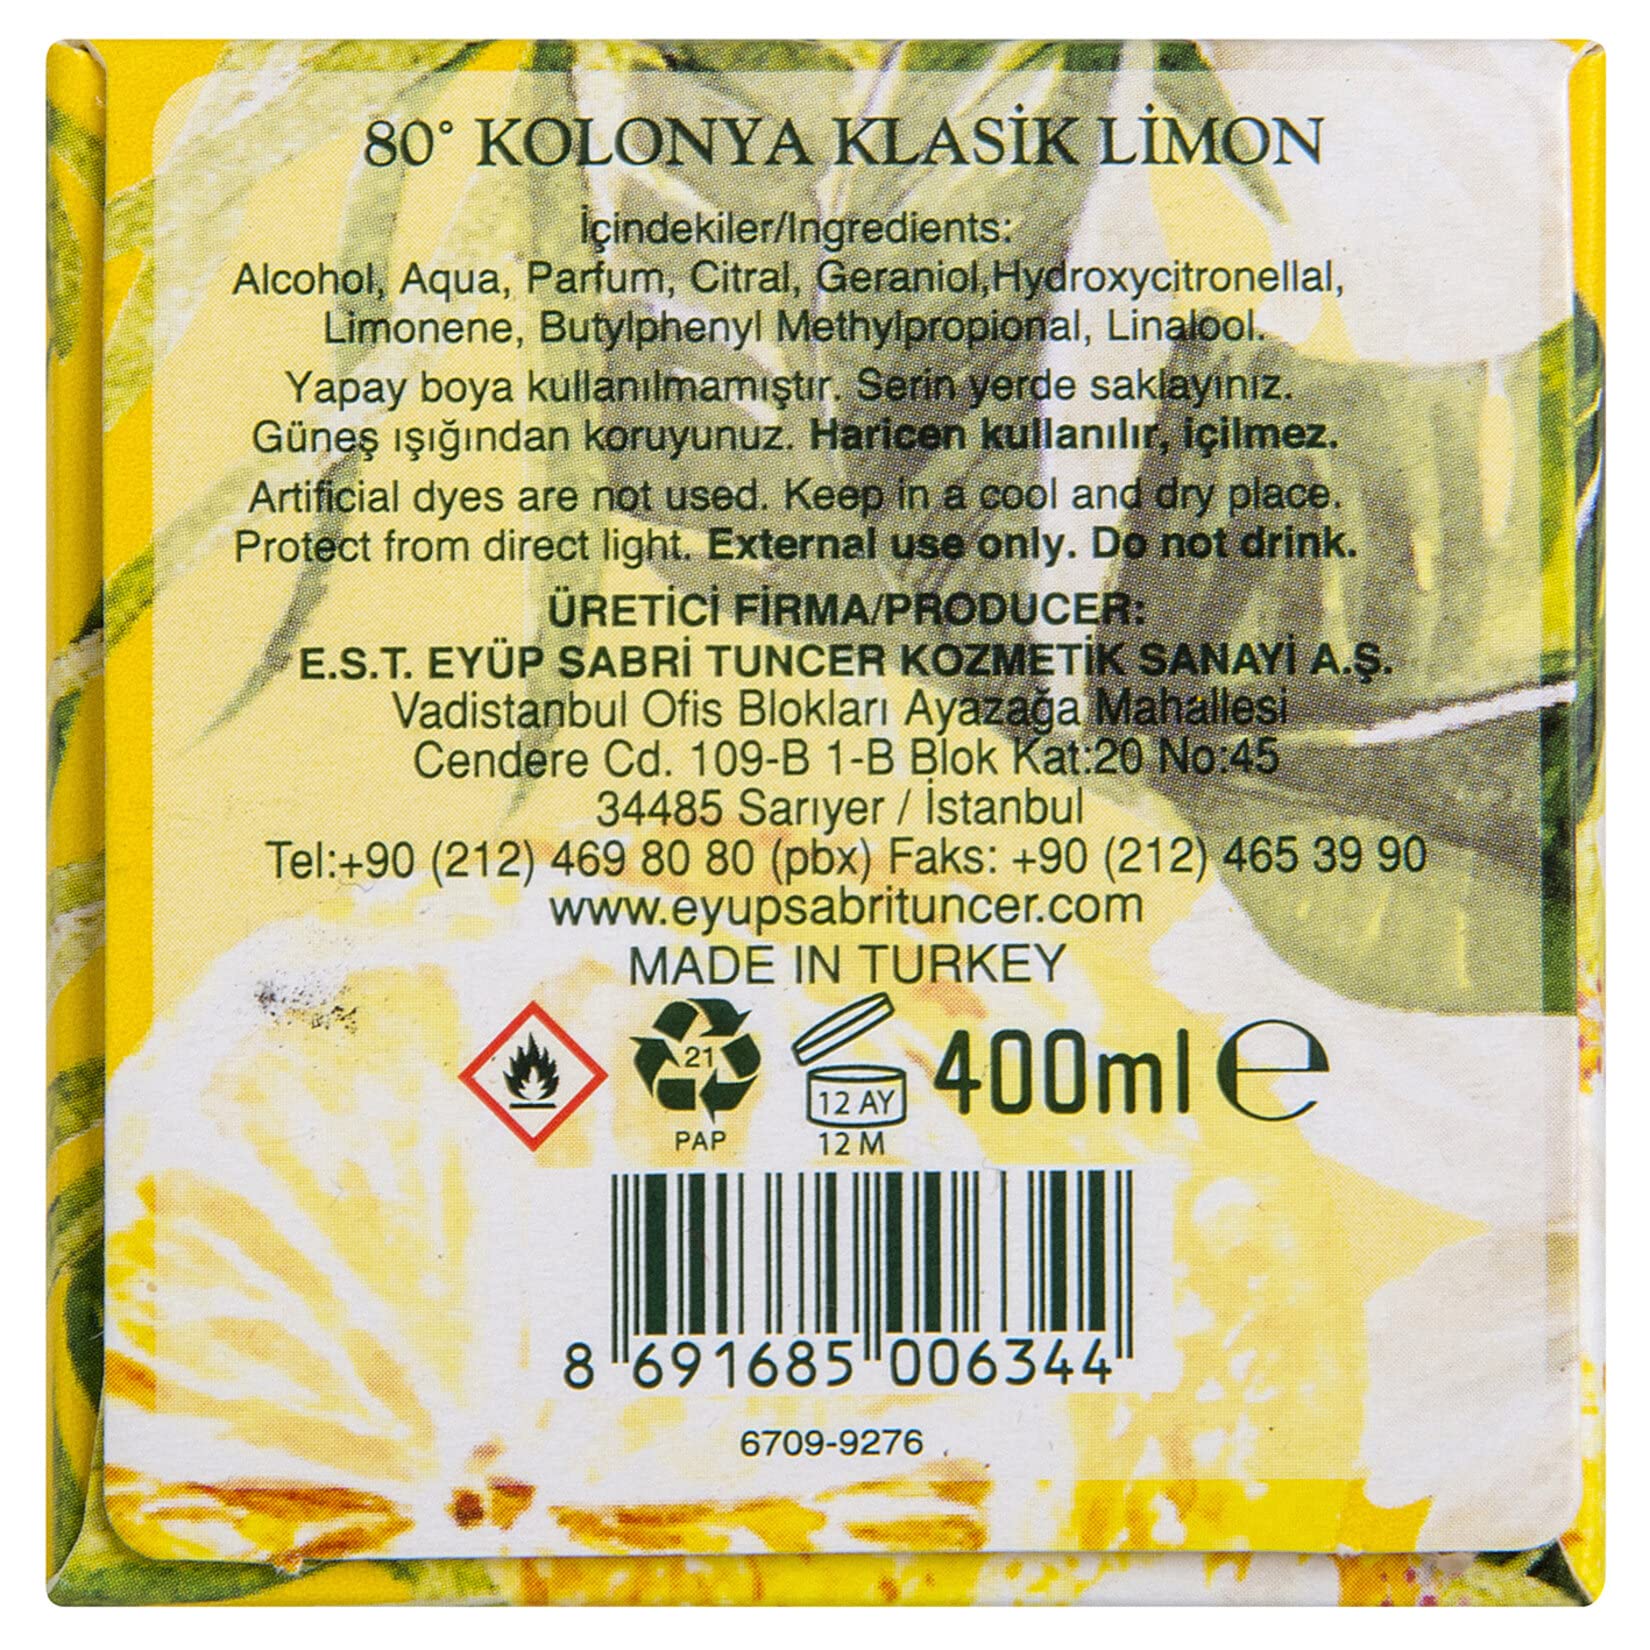 80° KOLONYA KLASİK LİMON
İçindekiler/Ingredients:
Alcohol, Aqua, Parfum, Citral, Geraniol,Hydroxycitronellal,
Limonene, Butylphenyl Methylpropional, Linalool.
Yapay boya kullanılmamıştır. Serin yerde saklayınız.
Güneş ışığından koruyunuz. Haricen kullanılır, içilmez.
Artificial dyes are not used. Keep in a cool and dry place.
Protect from direct light. External use only. Do not drink.
ÜRETİCİ FİRMA/PRODUCER:
E.S.T. EYÜP SABRİ TUNCER KOZMETİK SANAYİ A.Ş.
Vadistanbul Ofis Blokları Ayazağa Mahallesi
Cendere Cd. 109-B 1-B Blok Kat:20 No:45
34485 Sarıyer / İstanbul
Tel:+90 (212) 469 80 80 (pbx) Faks: +90 (212) 465 39 90
www.eyupsabrituncer.com
MADE IN TURKEY
21
PAP
12 AY
12 M
400ml e
8 691685 006344
6709-9276